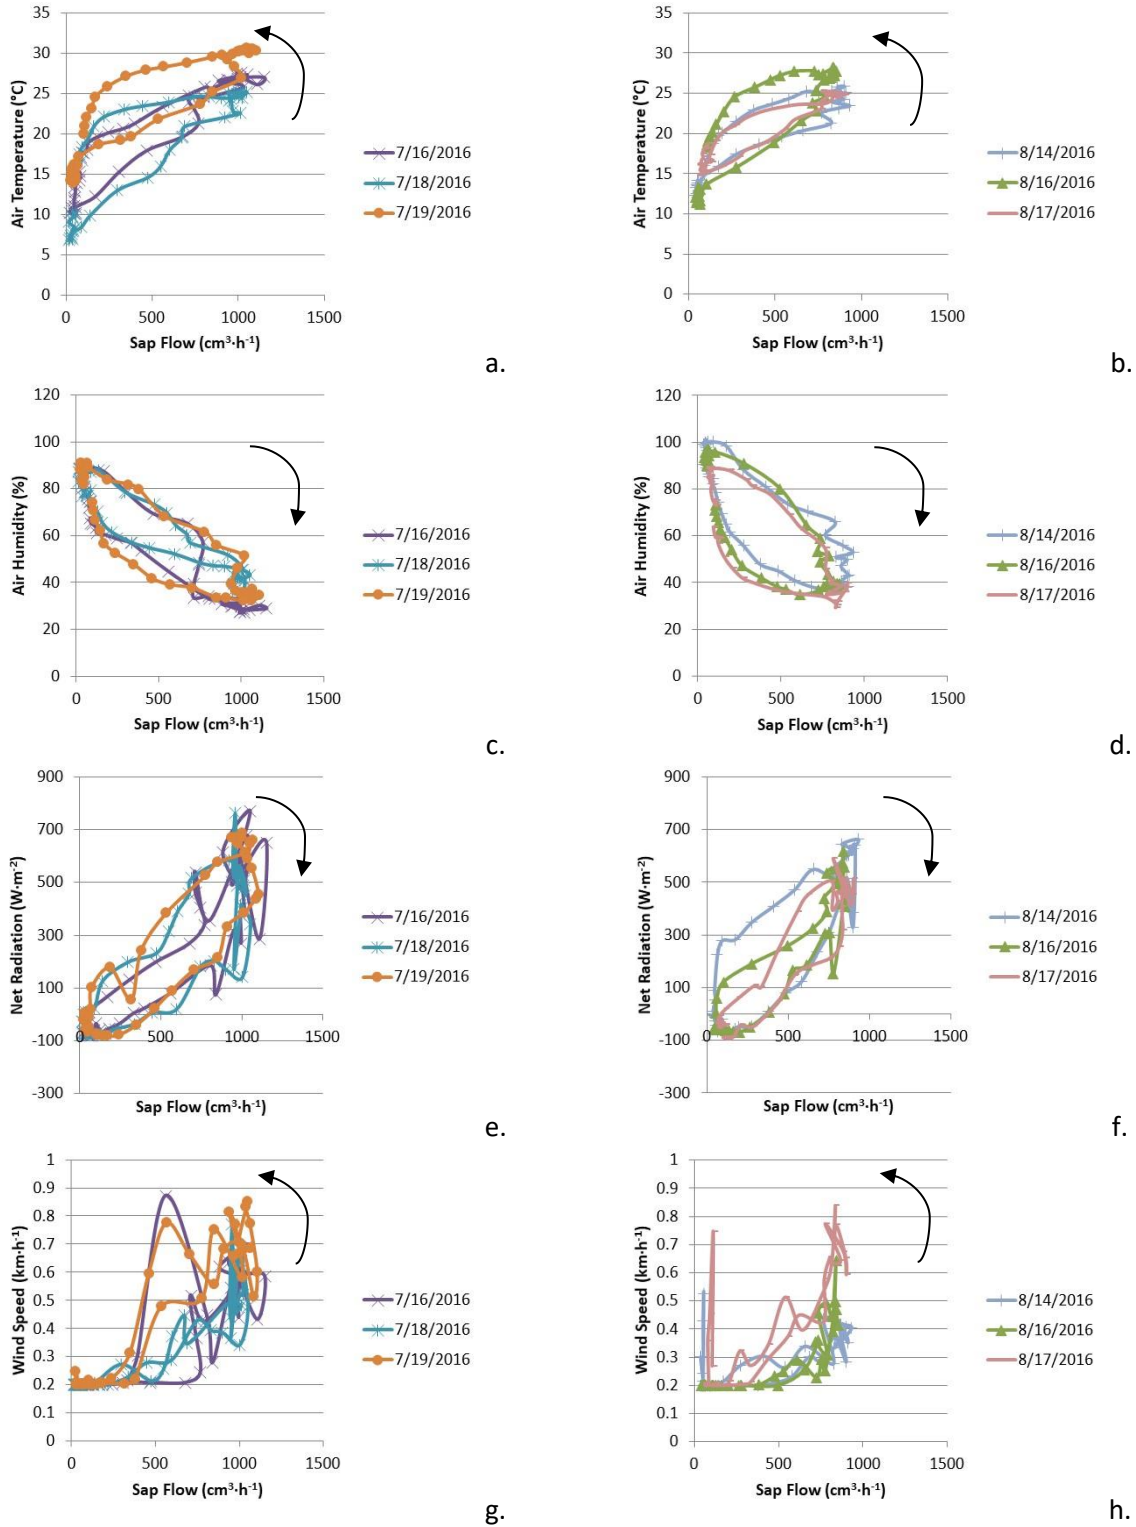 35
30
25
20
15
10
5
0
Air Temperature (°C)
0 500 1000 1500
Sap Flow (cm³·h⁻¹)
7/16/2016
7/18/2016
7/19/2016
a.
35
30
25
20
15
10
5
0
Air Temperature (°C)
0 500 1000 1500
Sap Flow (cm³·h⁻¹)
8/14/2016
8/16/2016
8/17/2016
b.
120
100
80
60
40
20
0
Air Humidity (%)
0 500 1000 1500
Sap Flow (cm³·h⁻¹)
7/16/2016
7/18/2016
7/19/2016
c.
120
100
80
60
40
20
0
Air Humidity (%)
0 500 1000 1500
Sap Flow (cm³·h⁻¹)
8/14/2016
8/16/2016
8/17/2016
d.
900
700
500
300
100
-100
-300
Net Radiation (W·m⁻²)
0 500 1000 1500
Sap Flow (cm³·h⁻¹)
7/16/2016
7/18/2016
7/19/2016
e.
900
700
500
300
100
-100
-300
Net Radiation (W·m⁻²)
0 500 1000 1500
Sap Flow (cm³·h⁻¹)
8/14/2016
8/16/2016
8/17/2016
f.
1
0.9
0.8
0.7
0.6
0.5
0.4
0.3
0.2
0.1
0
Wind Speed (km·h⁻¹)
0 500 1000 1500
Sap Flow (cm³·h⁻¹)
7/16/2016
7/18/2016
7/19/2016
g.
1
0.9
0.8
0.7
0.6
0.5
0.4
0.3
0.2
0.1
0
Wind Speed (km·h⁻¹)
0 500 1000 1500
Sap Flow (cm³·h⁻¹)
8/14/2016
8/16/2016
8/17/2016
h.